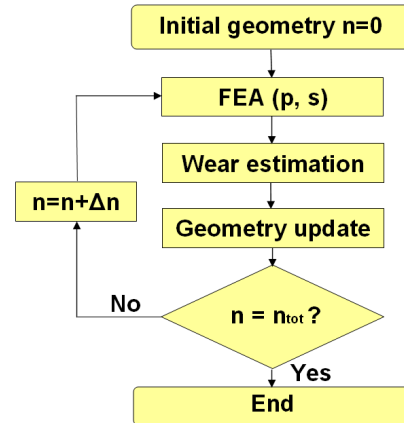 Initial geometry n=0
FEA (p, s)
Wear estimation
n=n+Δn
Geometry update
No
n = ntot ?
Yes
End